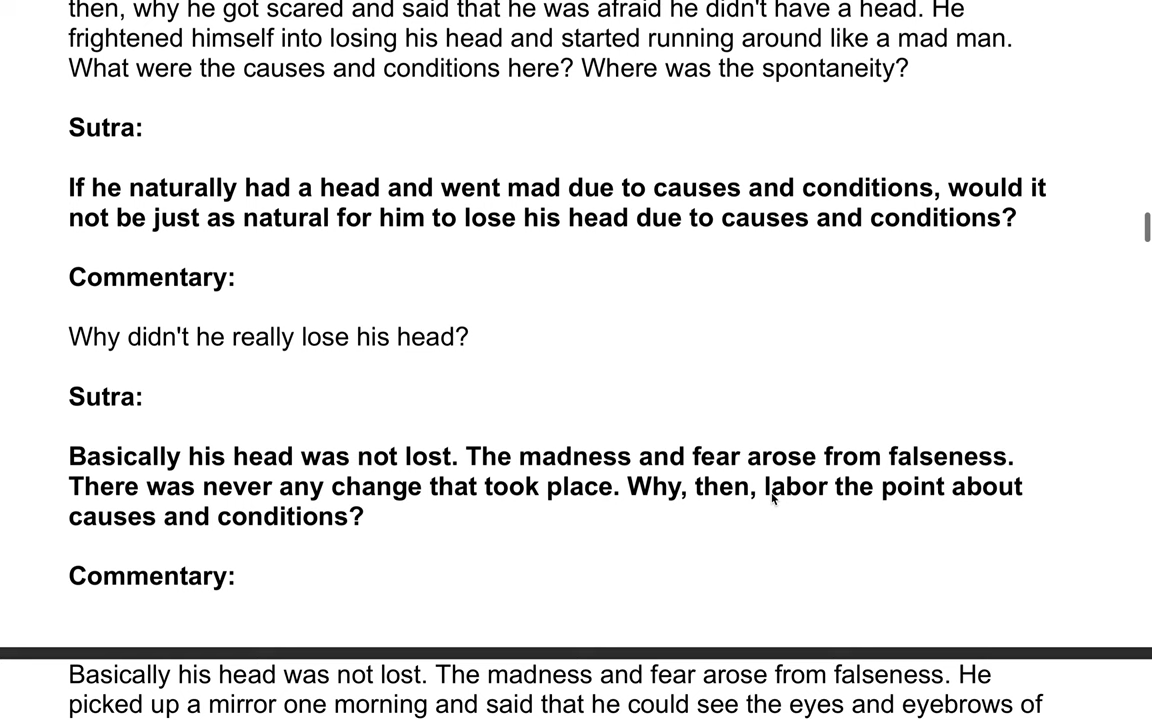 then, why he got scared and said that he was afraid he didn't have a head. He
frightened himself into losing his head and started running around like a mad man.
What were the causes and conditions here? Where was the spontaneity?
Sutra:
If he naturally had a head and went mad due to causes and conditions, would it
not be just as natural for him to lose his head due to causes and conditions?
Commentary:
Why didn't he really lose his head?
Sutra:
Basically his head was not lost. The madness and fear arose from falseness.
There was never any change that took place. Why, then, labor the point about
causes and conditions?
Commentary:
Basically his head was not lost. The madness and fear arose from falseness. He
picked up a mirror one morning and said that he could see the eyes and eyebrows of